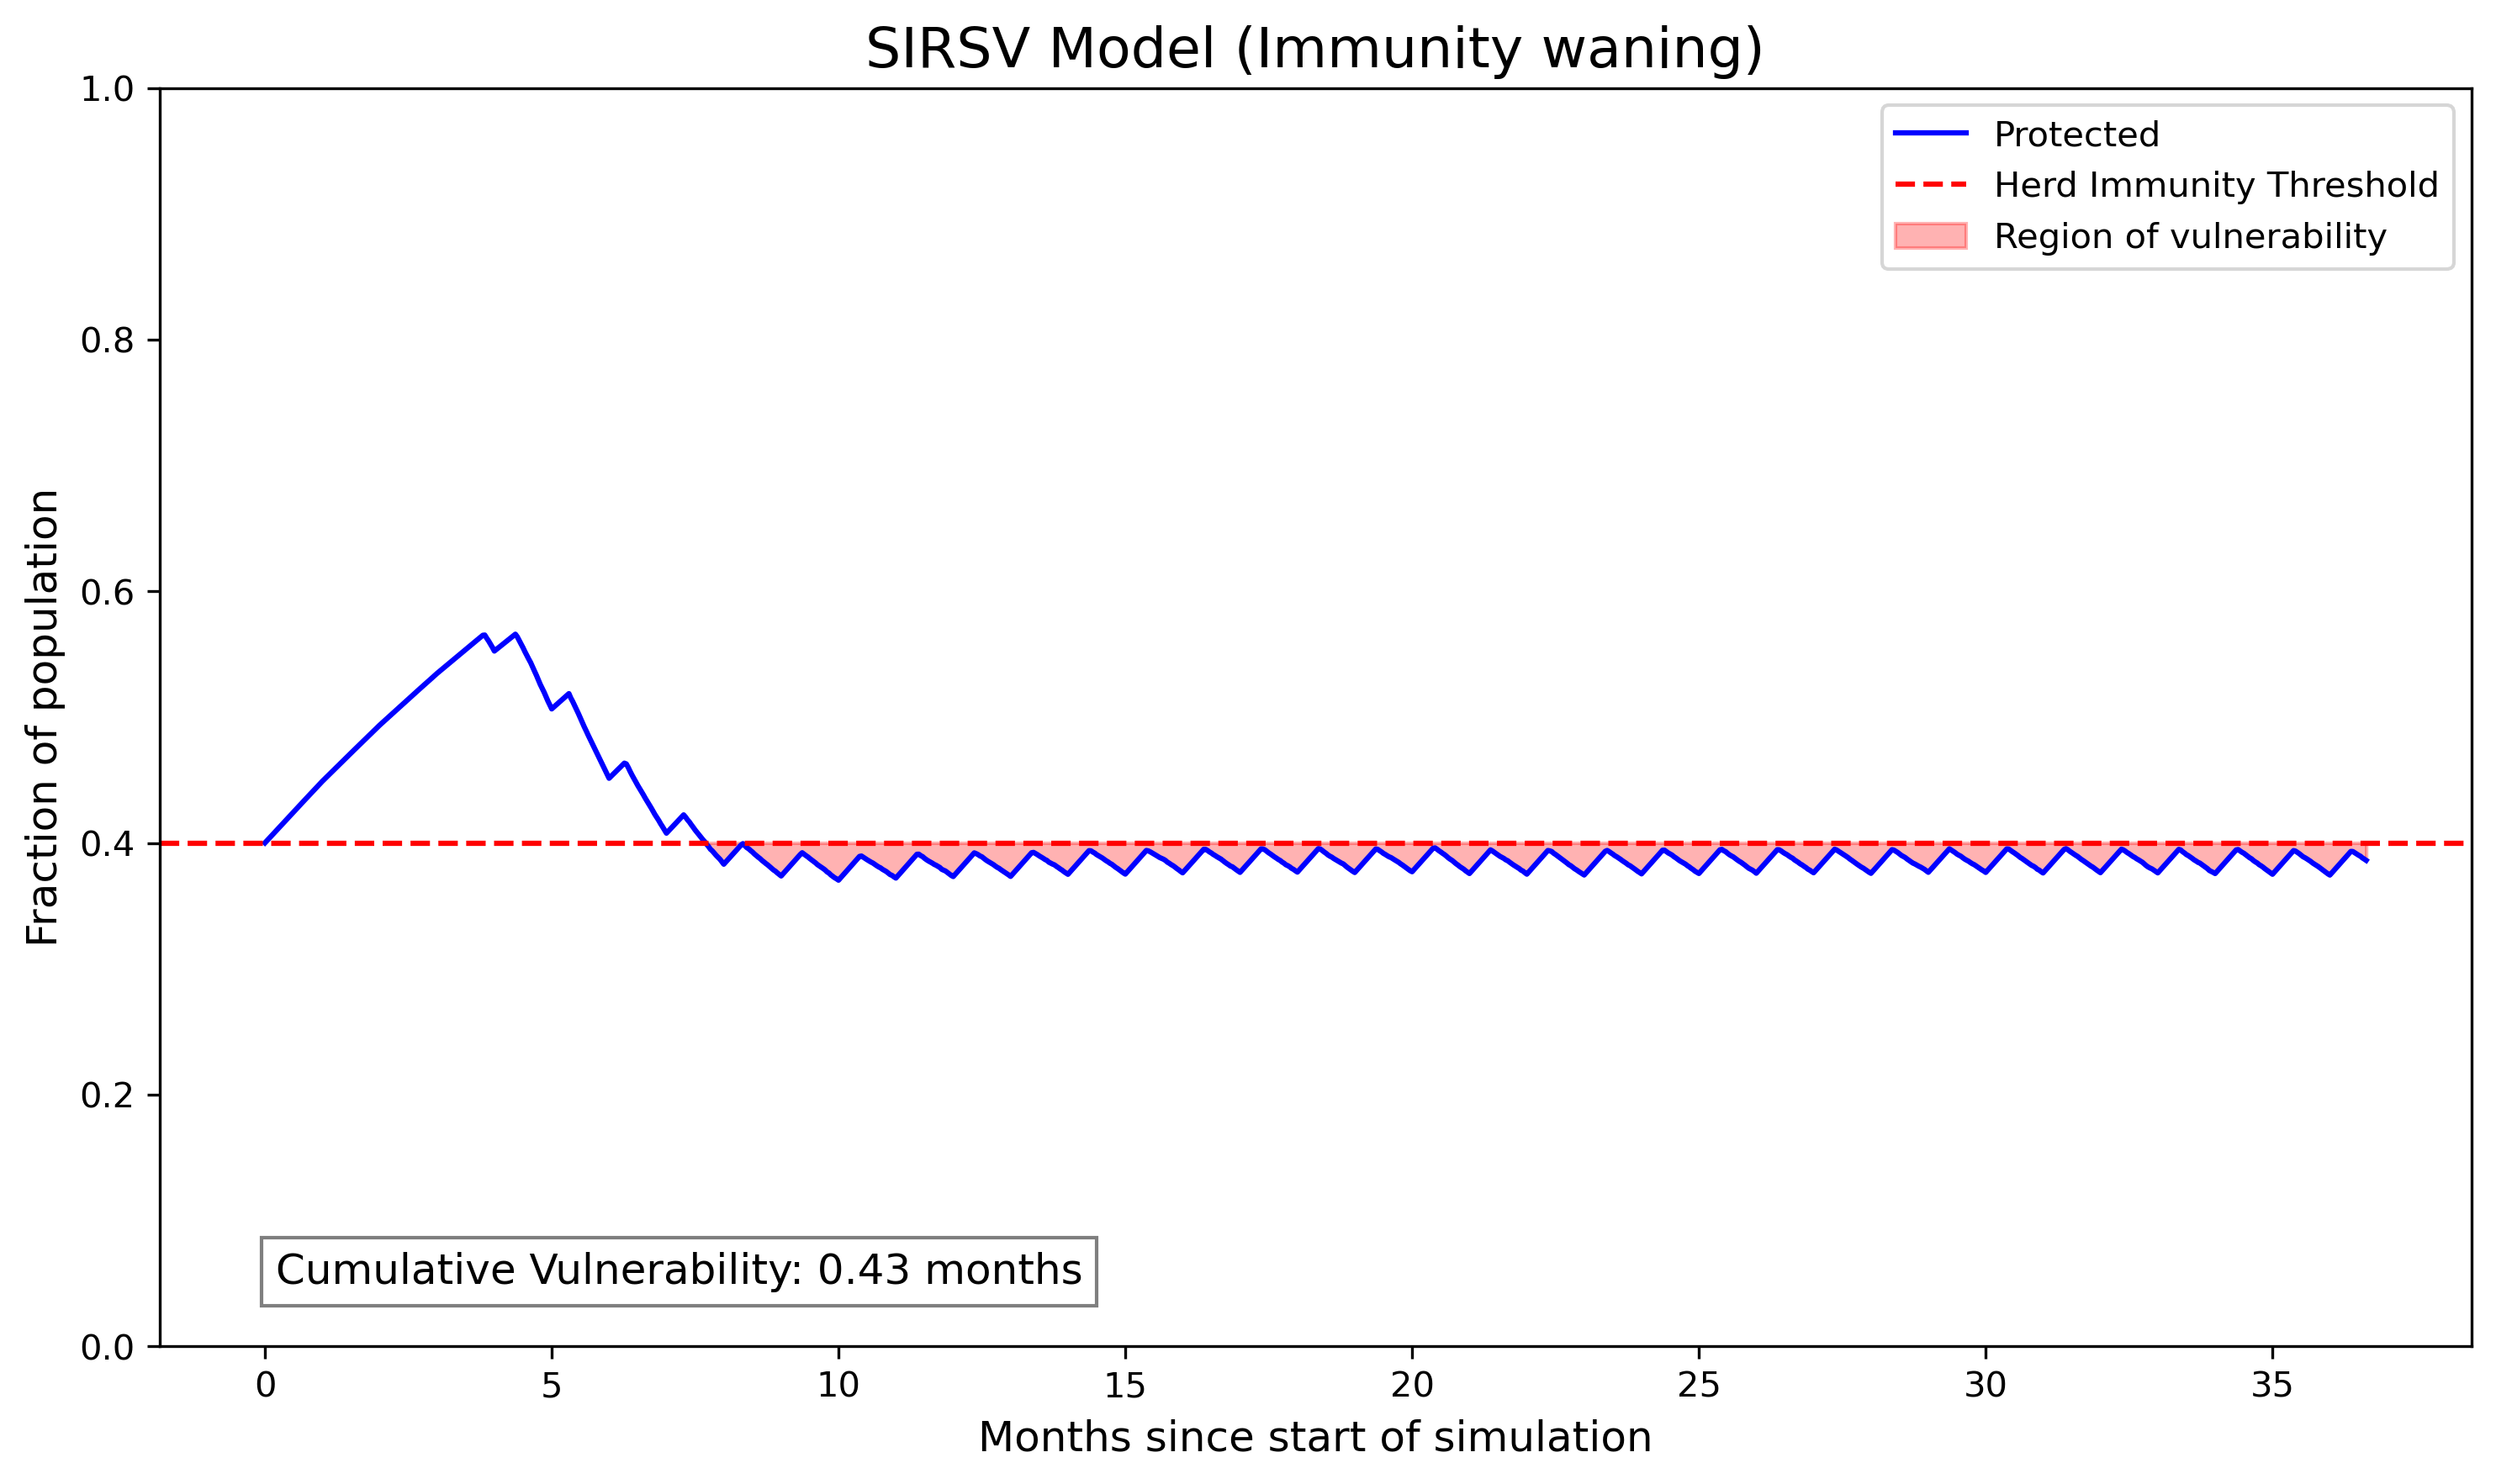 SIRSV Model (Immunity waning)
1.0
0.8
0.6
0.4
0.2
0.0
Fraction of population
Protected
Herd Immunity Threshold
Region of vulnerability
Cumulative Vulnerability: 0.43 months
0 5 10 15 20 25 30 35
Months since start of simulation